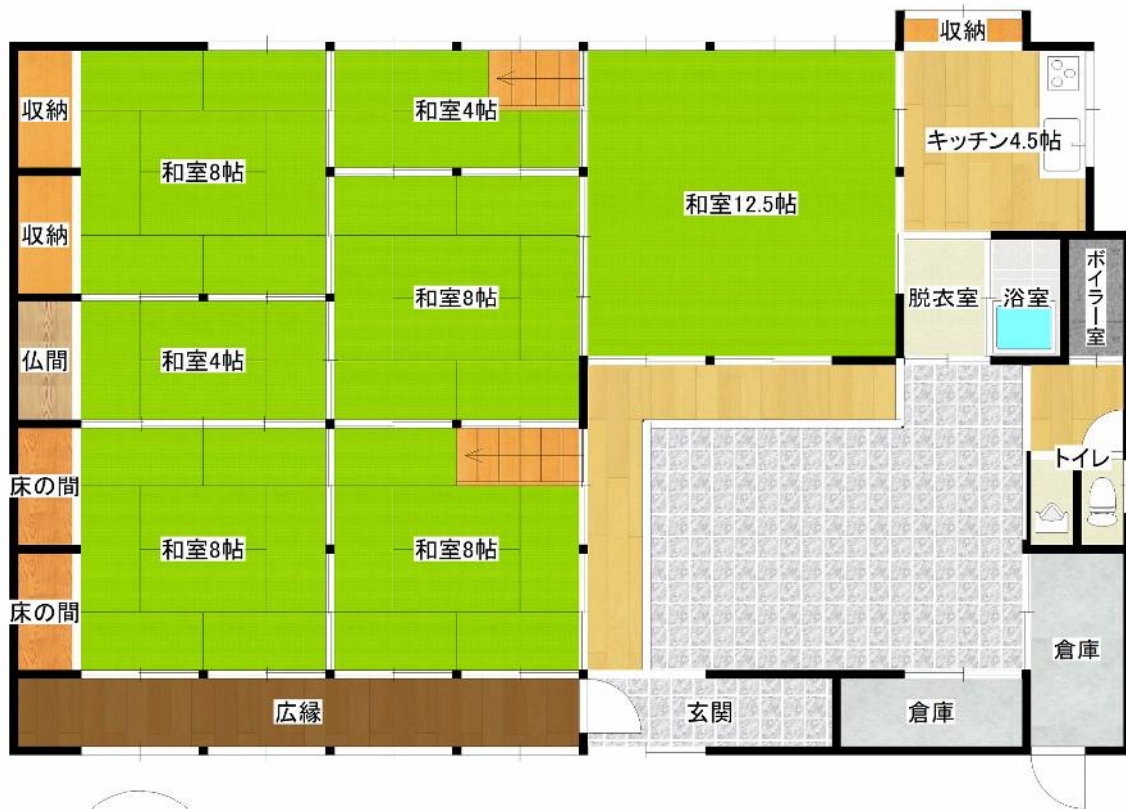 収納
収納
和室4帖
キッチン4.5帖
和室8帖
和室12.5帖
収納
ボイラー室
和室8帖
脱衣室
浴室
仏間
和室4帖
トイレ
床の間
和室8帖
和室8帖
床の間
倉庫
広縁
玄関
倉庫